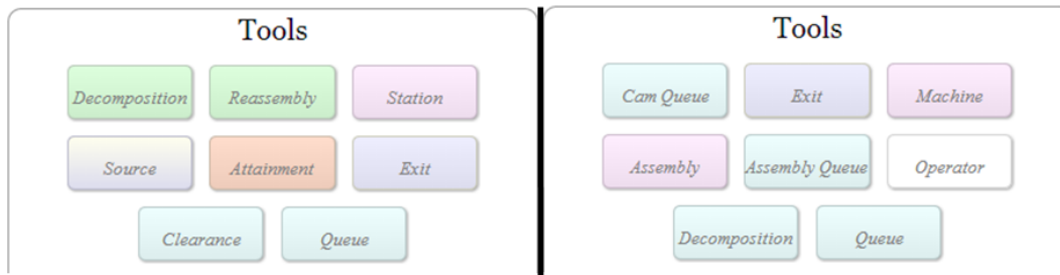 Tools
Decomposition Reassembly Station
Source Attainment Exit
Clearance Queue
Tools
Cam Queue Exit Machine
Assembly Assembly Queue Operator
Decomposition Queue